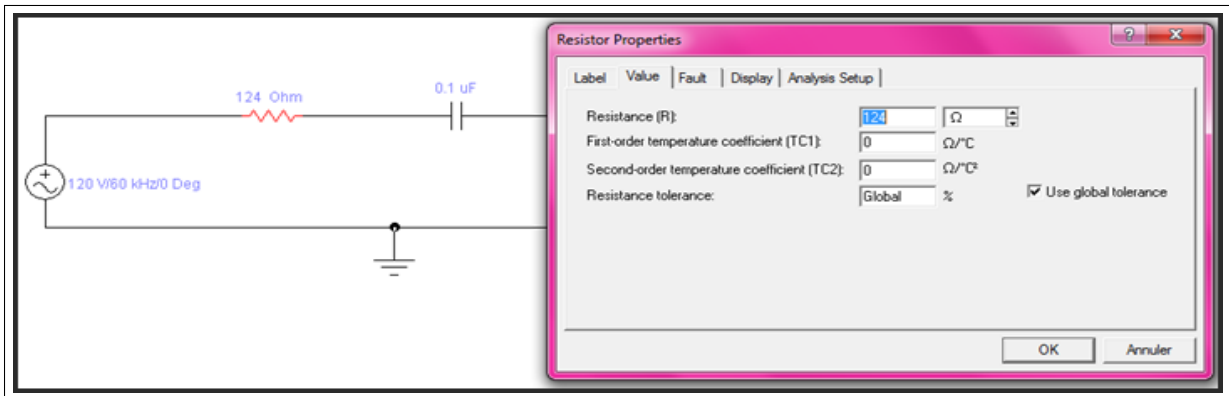 124 Ohm
0.1 uF
120 V/60 kHz/0 Deg
Resistor Properties
Label Value Fault Display Analysis Setup
Resistance (R): 124 Ω
First-order temperature coefficient (TC1): 0 Ω/°C
Second-order temperature coefficient (TC2): 0 Ω/°C²
Resistance tolerance: Global % Use global tolerance
OK Annuler